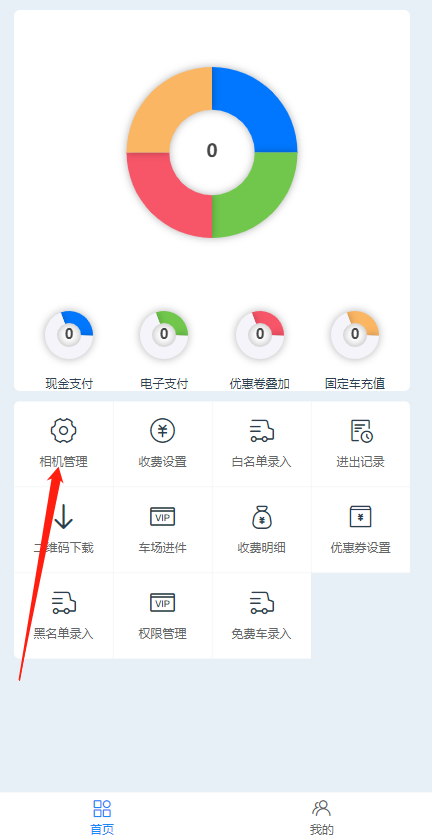 0
0
0
0
0
现金支付
电子支付
优惠卷叠加
固定车充值
相机管理
收费设置
白名单录入
进出记录
二维码下载
VIP
车场进件
收费明细
优惠券设置
黑名单录入
VIP
权限管理
免费车录入
首页
我的